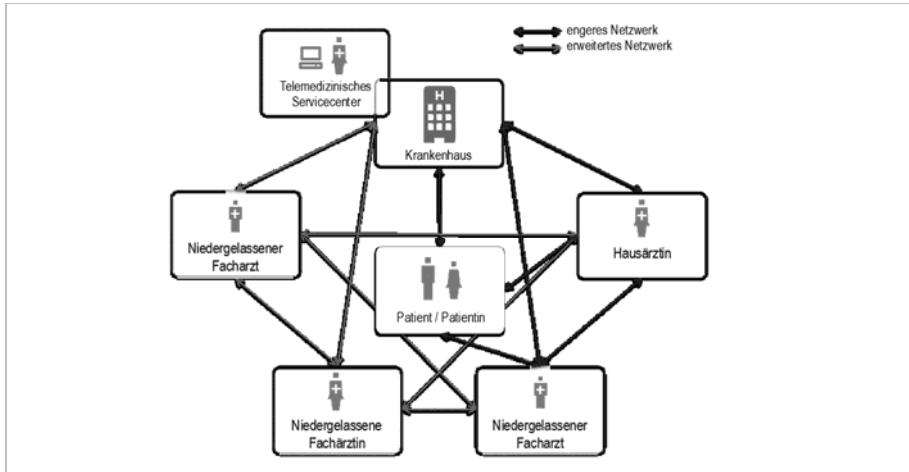 engeres Netzwerk
erweitertes Netzwerk
Telemedizinisches
Servicecenter
H
Krankenhaus
Niedergelassener
Facharzt
Hausärztin
Patient / Patientin
Niedergelassene
Fachärztin
Niedergelassener
Facharzt